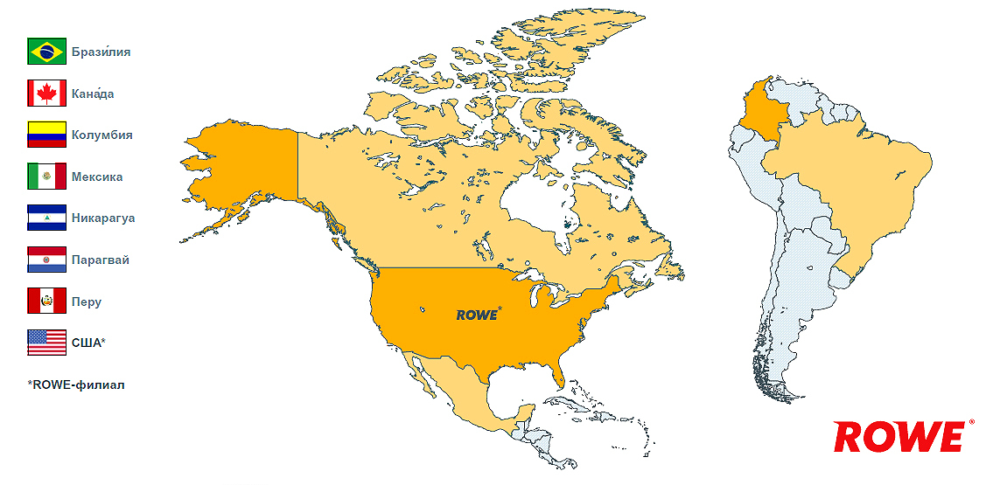 Брази́лия
Кана́да
Колумбия
Мексика
Никарагуа
Парагвай
Перу
США*
*ROWE-филиал
ROWE*
ROWE®